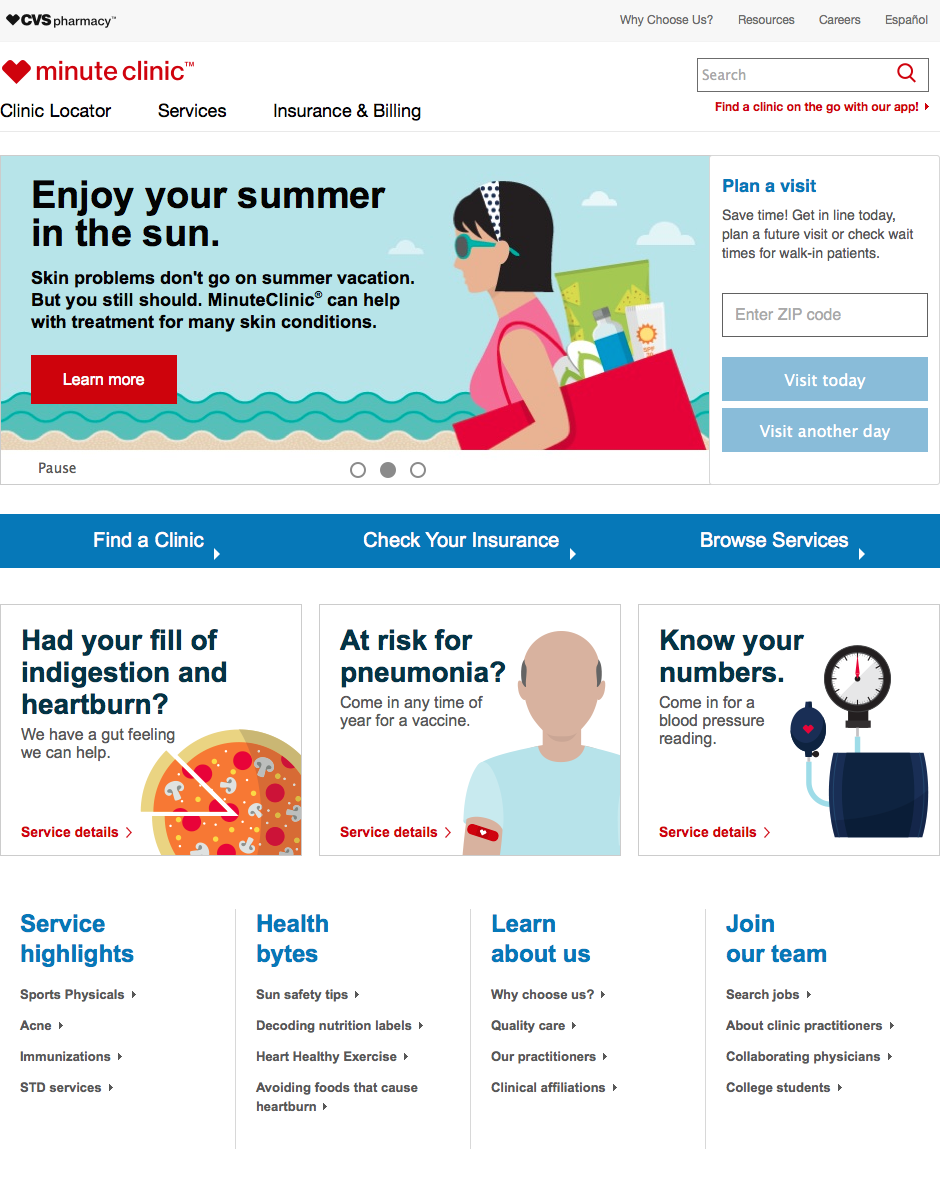 CVS pharmacy™
Why Choose Us? Resources Careers Español
minute clinic™
Search
Find a clinic on the go with our app!
Clinic Locator Services Insurance & Billing
Enjoy your summer
in the sun.
Skin problems don't go on summer vacation.
But you still should. MinuteClinic® can help
with treatment for many skin conditions.
Learn more
SPF
30
Pause
Plan a visit
Save time! Get in line today,
plan a future visit or check wait
times for walk-in patients.
Enter ZIP code
Visit today
Visit another day
Find a Clinic Check Your Insurance Browse Services
Had your fill of
indigestion and
heartburn?
We have a gut feeling
we can help.
Service details
At risk for
pneumonia?
Come in any time of
year for a vaccine.
Service details
Know your
numbers.
Come in for a
blood pressure
reading.
Service details
Service
highlights
Sports Physicals
Acne
Immunizations
STD services
Health
bytes
Sun safety tips
Decoding nutrition labels
Heart Healthy Exercise
Avoiding foods that cause
heartburn
Learn
about us
Why choose us?
Quality care
Our practitioners
Clinical affiliations
Join
our team
Search jobs
About clinic practitioners
Collaborating physicians
College students